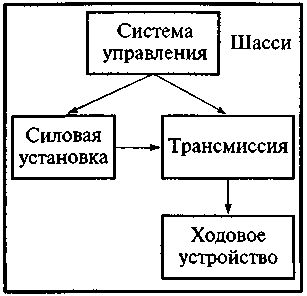 Система
управления
Шасси
Силовая
установка
Трансмиссия
Ходовое
устройство